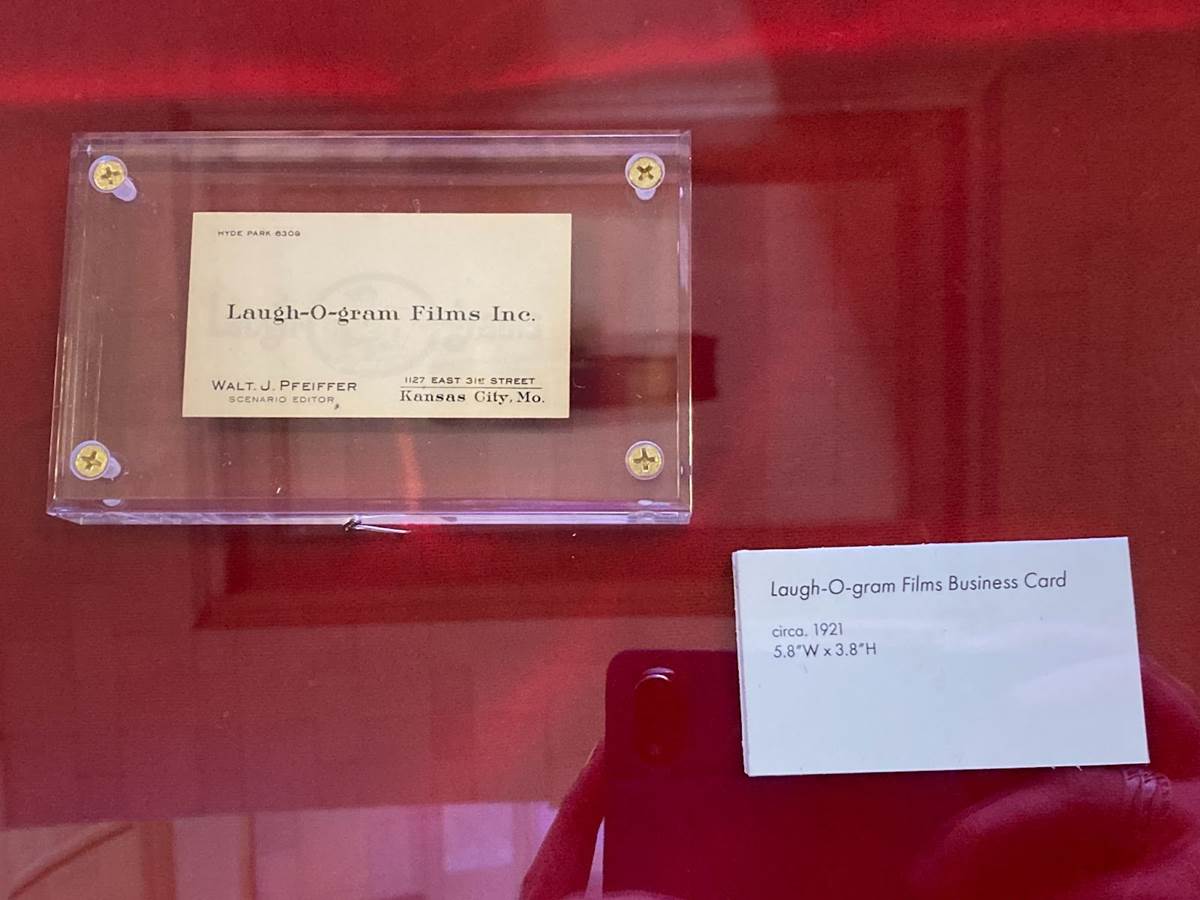 HYDE PARK 6309
Laugh-O-gram Films Inc.
WALT. J. PFEIFFER
SCENARIO EDITOR
1127 EAST 31st STREET
Kansas City, Mo.
Laugh-O-gram Films Business Card
circa. 1921
5.8"W x 3.8"H